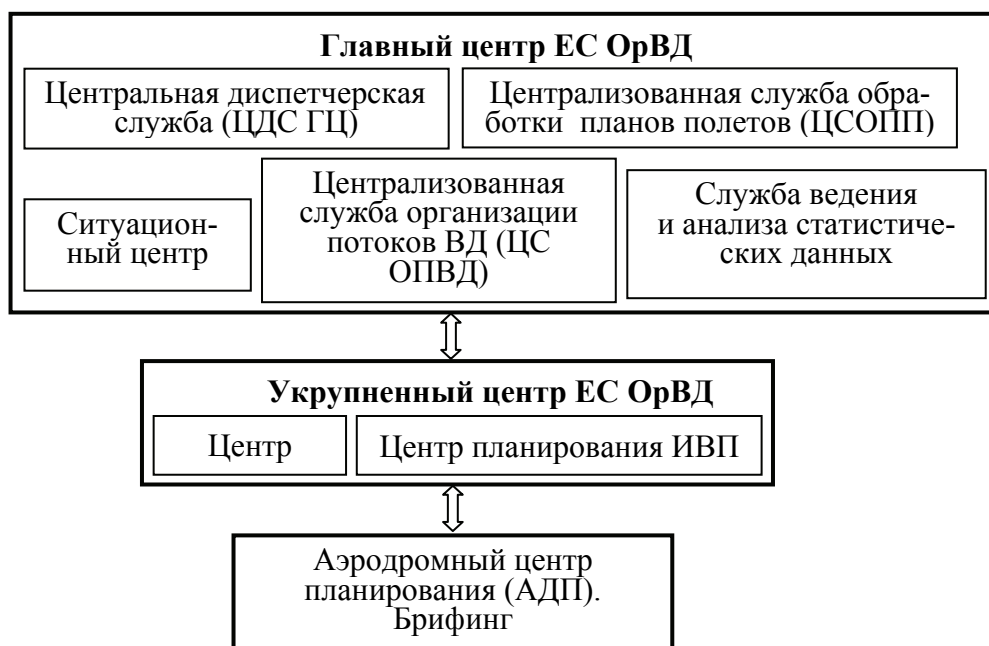 Главный центр ЕС ОрВД
Центральная диспетчерская
служба (ЦДС ГЦ)
Централизованная служба обра-
ботки планов полетов (ЦСОПП)
Ситуацион-
ный центр
Централизованная
служба организации
потоков ВД (ЦС
ОПВД)
Служба ведения
и анализа статистиче-
ских данных
Укрупненный центр ЕС ОрВД
Центр
Центр планирования ИВП
Аэродромный центр
планирования (АДП).
Брифинг